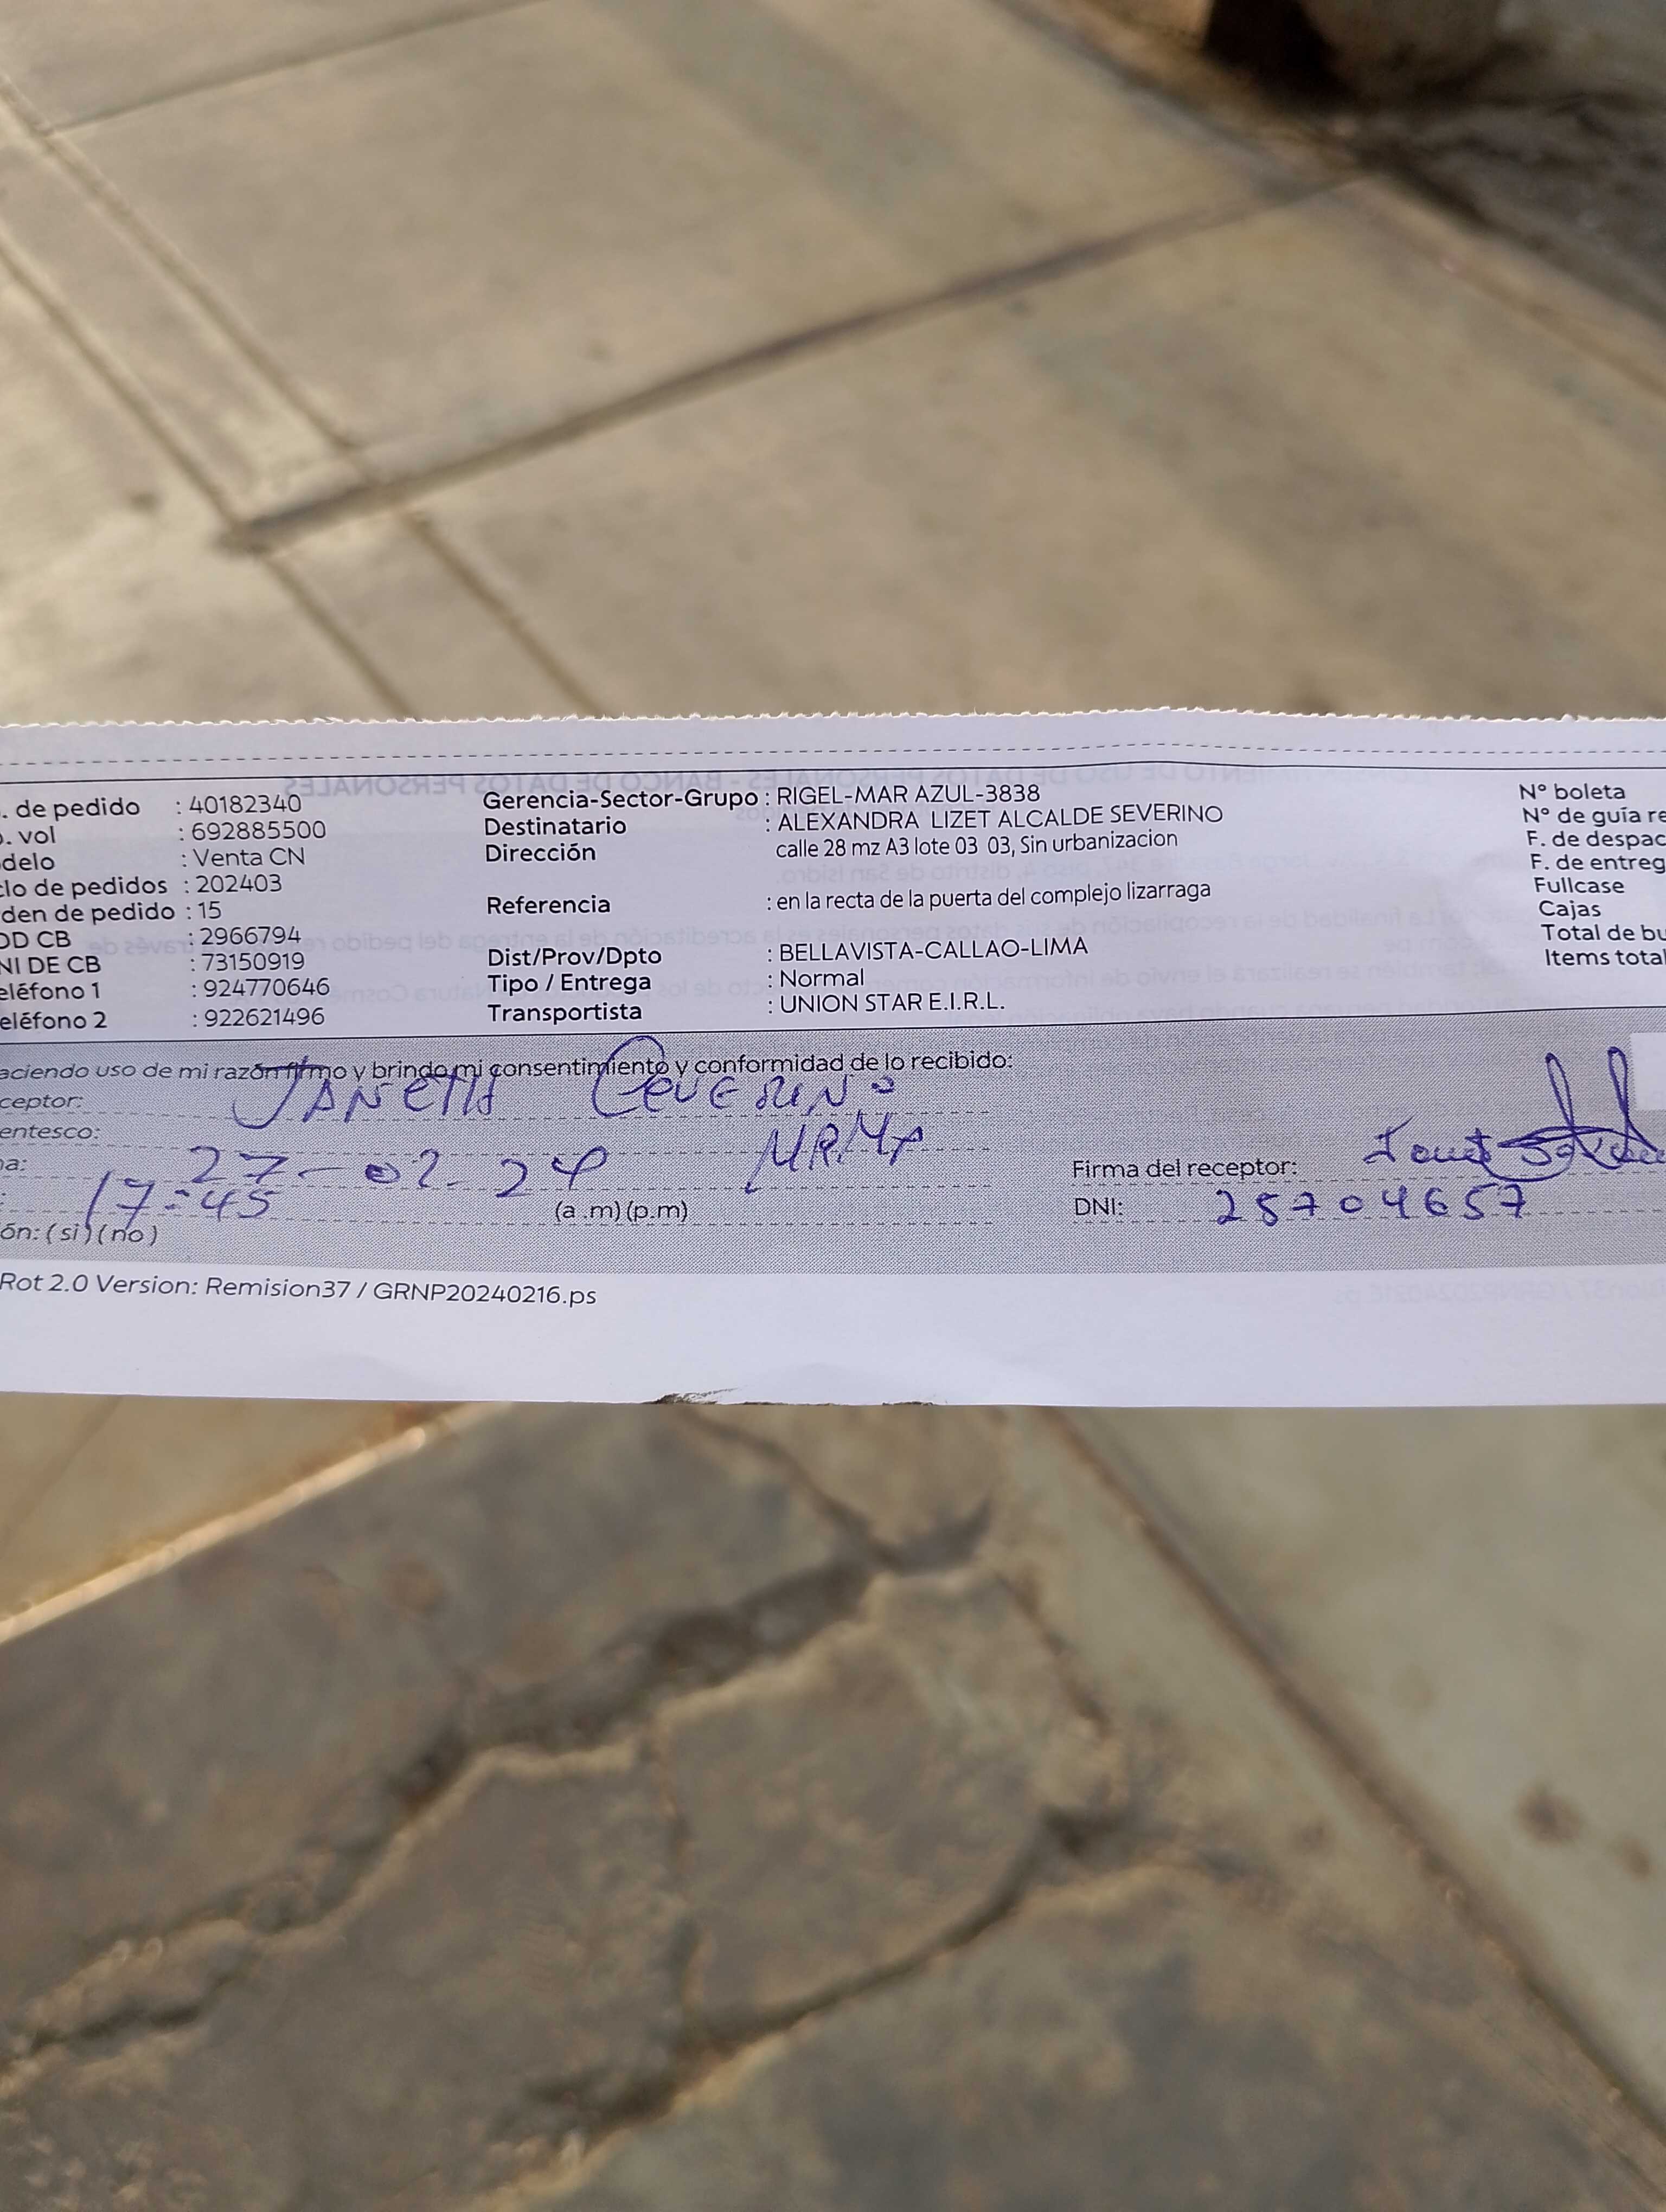 . de pedido : 40182340
. vol : 692885500
delo : Venta CN
lo de pedidos : 202403
den de pedido : 15
OD CB : 2966794
NI DE CB : 73150919
eléfono 1 : 924770646
eléfono 2 : 922621496
Gerencia-Sector-Grupo : RIGEL-MAR AZUL-3838
Destinatario : ALEXANDRA LIZET ALCALDE SEVERINO
Dirección calle 28 mz A3 lote 03 03, Sin urbanizacion
Referencia : en la recta de la puerta del complejo lizarraga
Dist/Prov/Dpto : BELLAVISTA-CALLAO-LIMA
Tipo / Entrega : Normal
Transportista : UNION STAR E.I.R.L.
N° boleta
N° de guía re
F. de despac
F. de entreg
Fullcase
Cajas
Total de bu
Items total
aciendo uso de mi razón firmo y brindo mi consentimiento y conformidad de lo recibido:
ceptor: JANETH CEVERINO
entesco: MAMA
a: 27-02-24
: 17:45 (a.m)(p.m)
ón: (si)(no)
Firma del receptor:
DNI: 25704657
Rot 2.0 Version: Remision37 / GRNP20240216.ps